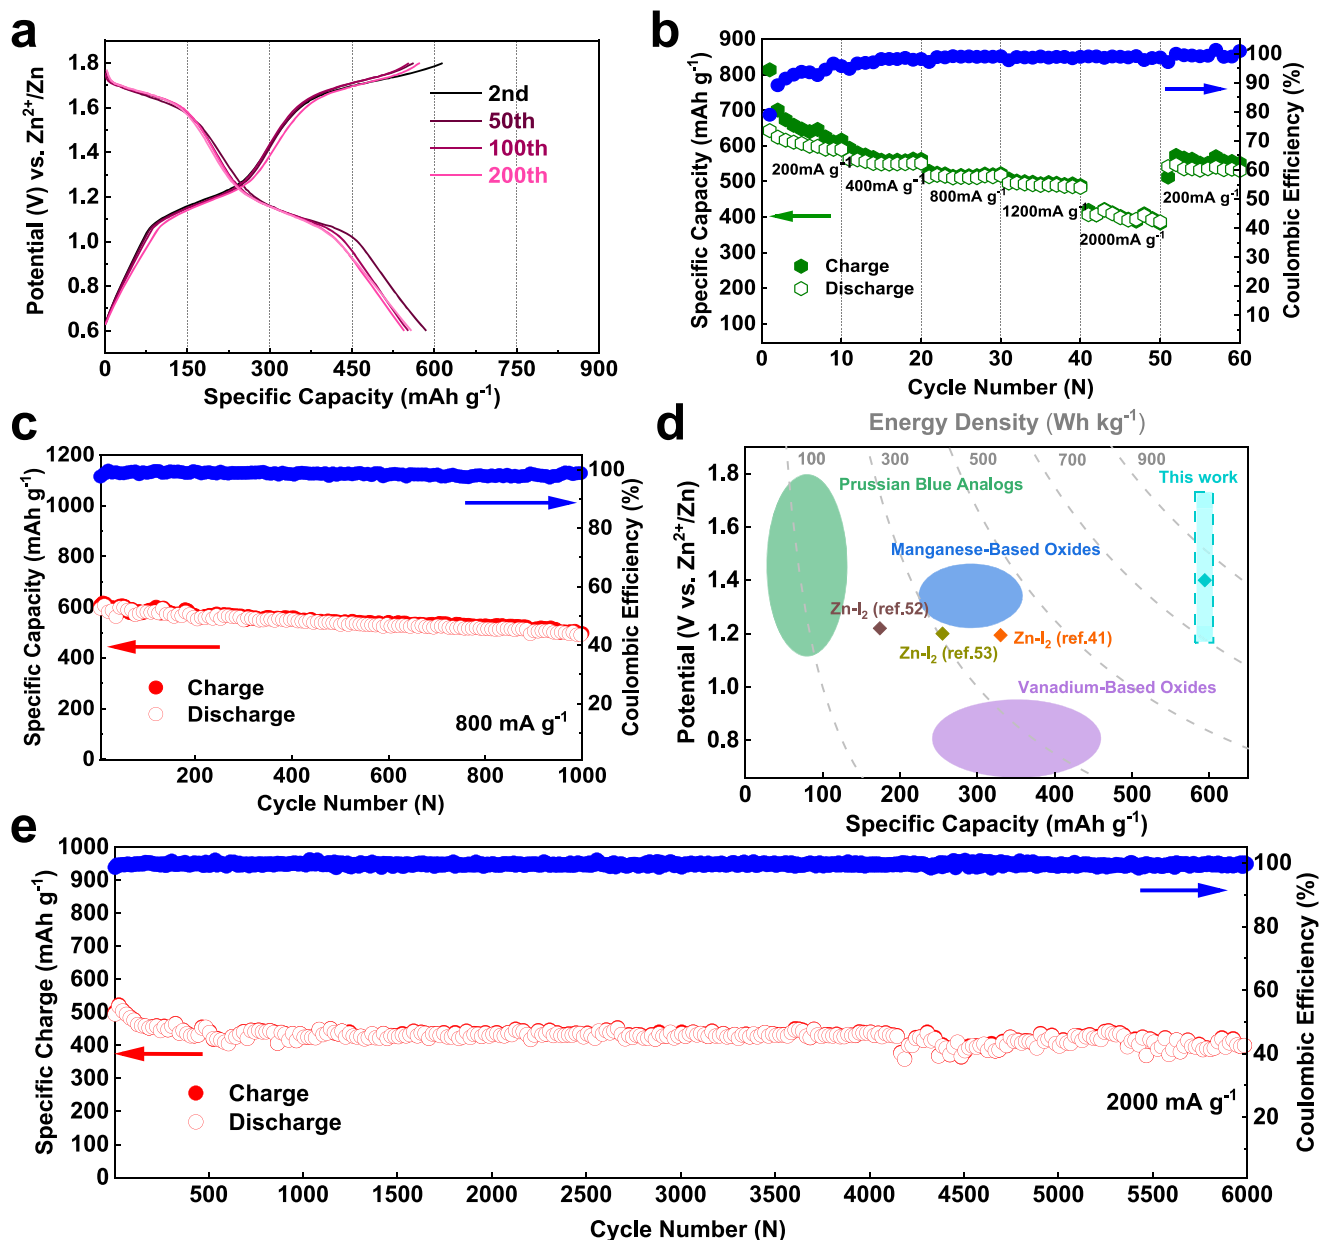 a
1.8
1.6
1.4
1.2
1.0
0.8
0.6
Potential (V) vs. Zn²⁺/Zn
2nd
50th
100th
200th
0
150
300
450
600
750
900
Specific Capacity (mAh g⁻¹)
b
900
800
700
600
500
400
300
200
100
Specific Capacity (mAh g⁻¹)
200mA g⁻¹
400mA g⁻¹
800mA g⁻¹
1200mA g⁻¹
2000mA g⁻¹
200mA g⁻¹
Charge
Discharge
100
90
80
70
60
50
40
30
20
10
Coulombic Efficiency (%)
0
10
20
30
40
50
60
Cycle Number (N)
c
1200
1100
1000
800
600
400
200
0
Specific Capacity (mAh g⁻¹)
Charge
Discharge
800 mA g⁻¹
100
80
60
40
20
Coulombic Efficiency (%)
200
400
600
800
1000
Cycle Number (N)
d
Energy Density (Wh kg⁻¹)
100
300
500
700
900
1.8
1.6
1.4
1.2
1.0
0.8
Potential (V vs. Zn²⁺/Zn)
Prussian Blue Analogs
This work
Manganese-Based Oxides
Zn-I₂ (ref.52)
Zn-I₂ (ref.53)
Zn-I₂ (ref.41)
Vanadium-Based Oxides
0
100
200
300
400
500
600
Specific Capacity (mAh g⁻¹)
e
1000
900
800
700
600
500
400
300
200
100
0
Specific Charge (mAh g⁻¹)
Charge
Discharge
2000 mA g⁻¹
100
80
60
40
20
Coulombic Efficiency (%)
500
1000
1500
2000
2500
3000
3500
4000
4500
5000
5500
6000
Cycle Number (N)